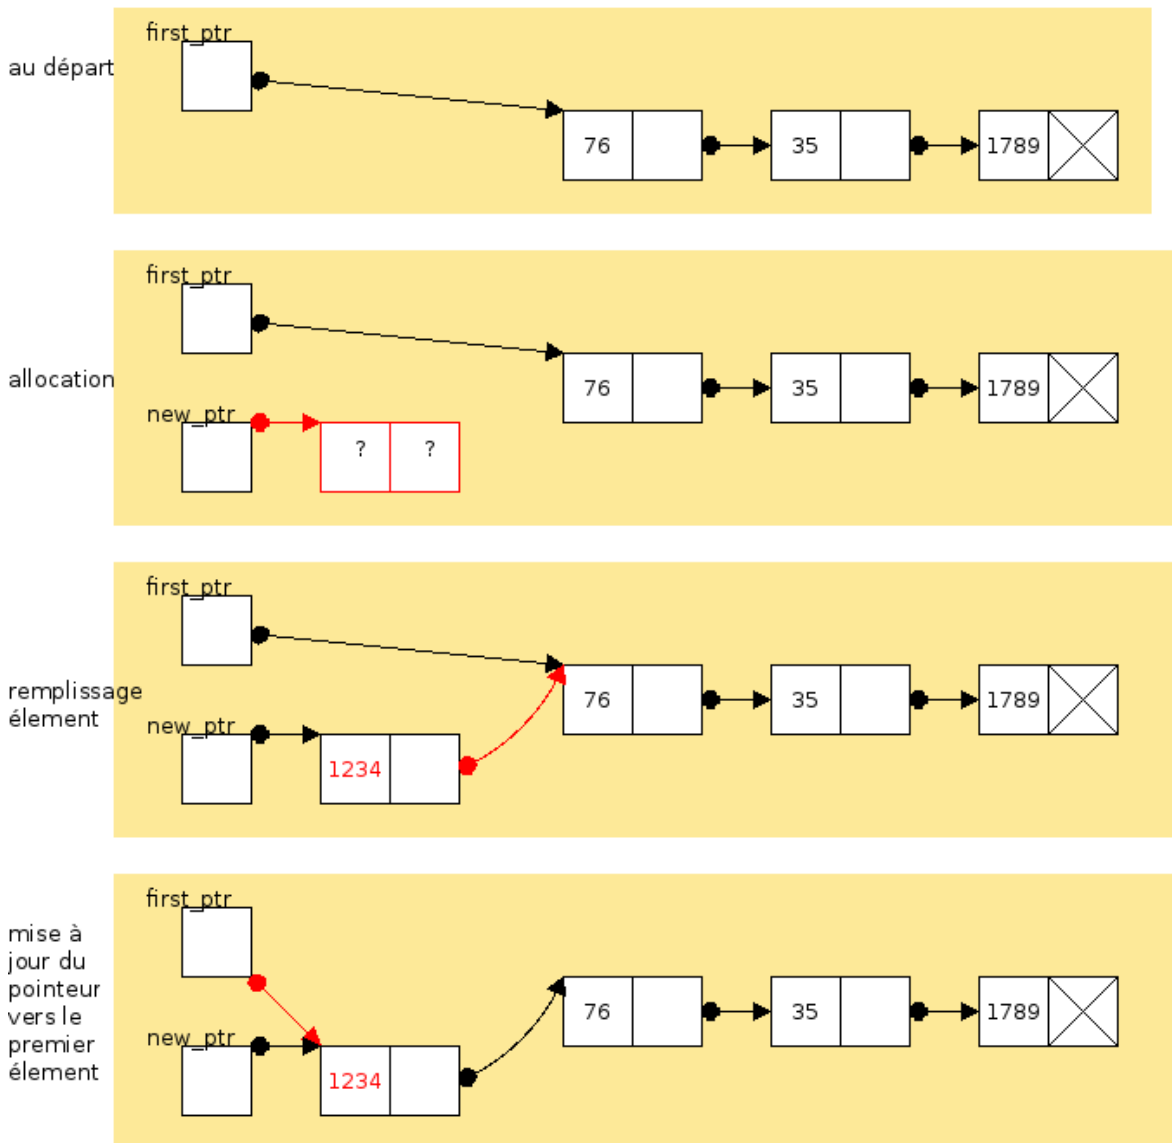 first_ptr
au départ
76
35
1789
first_ptr
allocation
76
35
1789
new_ptr
?
?
first_ptr
remplissage
élement
76
35
1789
new_ptr
1234
first_ptr
mise à
jour du
pointeur
vers le
premier
élement
76
35
1789
new_ptr
1234